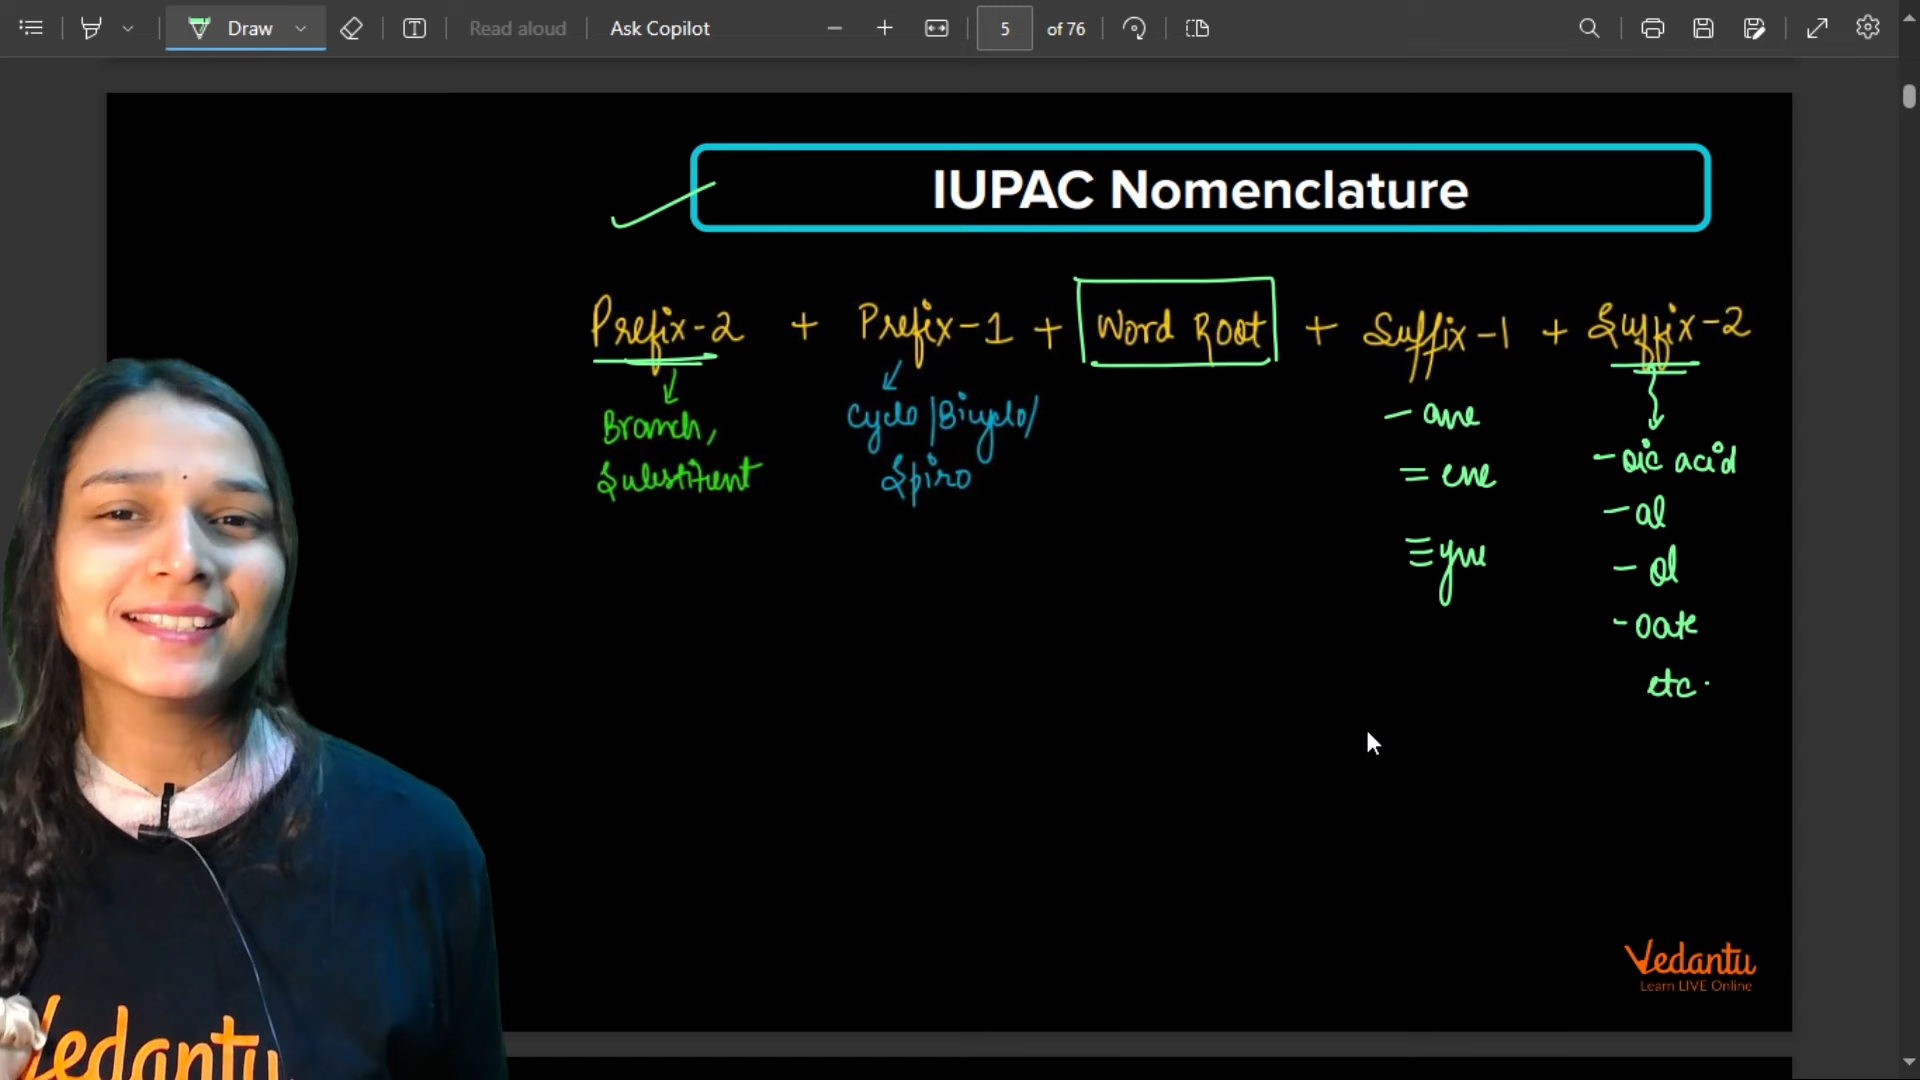 Draw
Read aloud
Ask Copilot
5 of 76
IUPAC Nomenclature
Prefix-2 + Prefix-1 + Word Root + Suffix-1 + Suffix-2
Branch,
Substituent
Cyclo/Bicyclo/
Spiro
- ane
= ene
≡ yne
- oic acid
- al
- ol
- oate
etc.
Vedantu
Learn LIVE Online
Vedantu